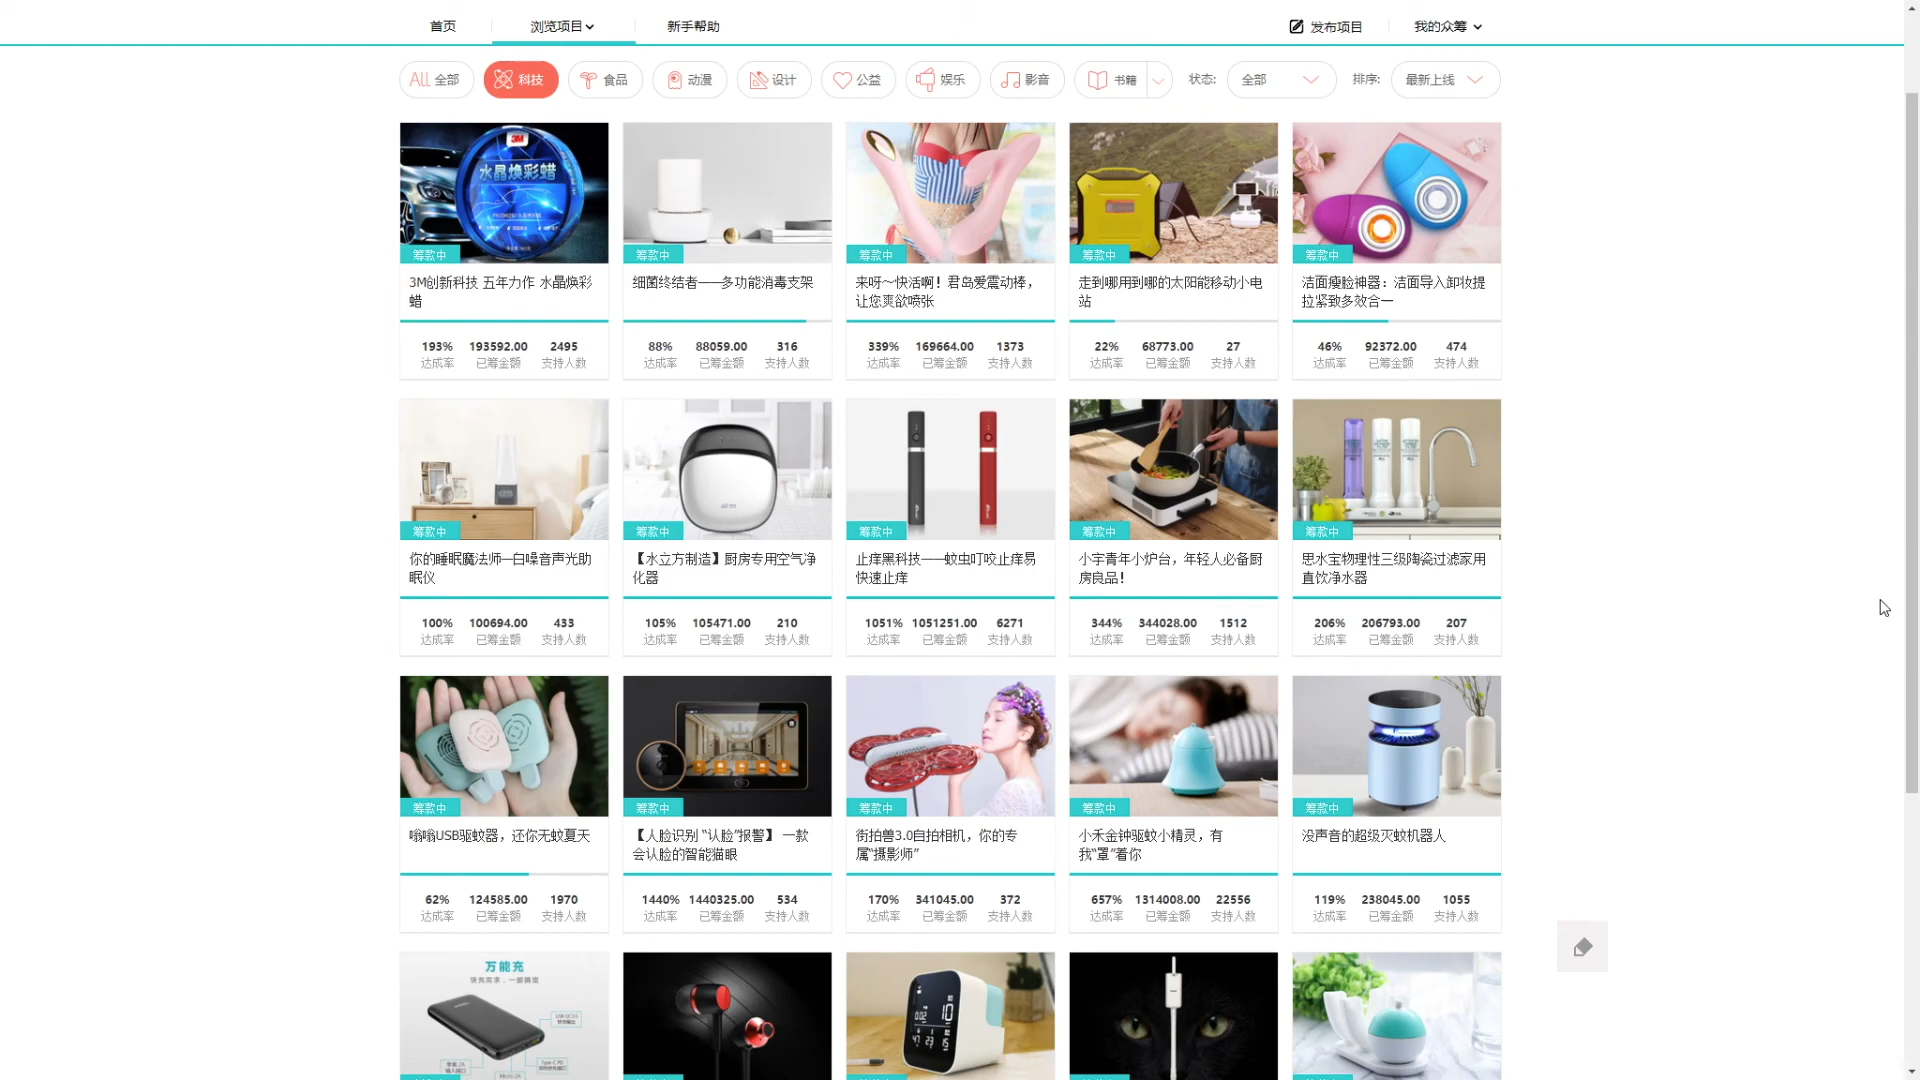 首页
浏览项目
新手帮助
发布项目
我的众筹
ALL 全部
科技
食品
动漫
设计
公益
娱乐
影音
书籍
状态:
全部
排序:
最新上线
3M
水晶焕彩蜡
筹款中
筹款中
筹款中
筹款中
筹款中
3M创新科技 五年力作 水晶焕彩
蜡
细菌终结者——多功能消毒支架
来呀～快活啊！君岛爱震动棒，
让您爽欲喷张
走到哪用到哪的太阳能移动小电
站
洁面瘦脸神器：洁面导入卸妆提
拉紧致多效合一
193% 193592.00 2495
达成率 已筹金额 支持人数
88% 88059.00 316
达成率 已筹金额 支持人数
339% 169664.00 1373
达成率 已筹金额 支持人数
22% 68773.00 27
达成率 已筹金额 支持人数
46% 92372.00 474
达成率 已筹金额 支持人数
筹款中
筹款中
筹款中
筹款中
筹款中
你的睡眠魔法师—白噪音声光助
眠仪
【水立方制造】厨房专用空气净
化器
止痒黑科技——蚊虫叮咬止痒易
快速止痒
小宇青年小炉台，年轻人必备厨
房良品！
思水宝物理性三级陶瓷过滤家用
直饮净水器
100% 100694.00 433
达成率 已筹金额 支持人数
105% 105471.00 210
达成率 已筹金额 支持人数
1051% 1051251.00 6271
达成率 已筹金额 支持人数
344% 344028.00 1512
达成率 已筹金额 支持人数
206% 206793.00 207
达成率 已筹金额 支持人数
筹款中
筹款中
筹款中
筹款中
筹款中
嗡嗡USB驱蚊器，还你无蚊夏天
【人脸识别 “认脸”报警】 一款
会认脸的智能猫眼
街拍兽3.0自拍相机，你的专
属“摄影师”
小禾金钟驱蚊小精灵，有
我“罩”着你
没声音的超级灭蚊机器人
62% 124585.00 1970
达成率 已筹金额 支持人数
1440% 1440325.00 534
达成率 已筹金额 支持人数
170% 341045.00 372
达成率 已筹金额 支持人数
657% 1314008.00 22556
达成率 已筹金额 支持人数
119% 238045.00 1055
达成率 已筹金额 支持人数
万能充
快充需求，一部搞定